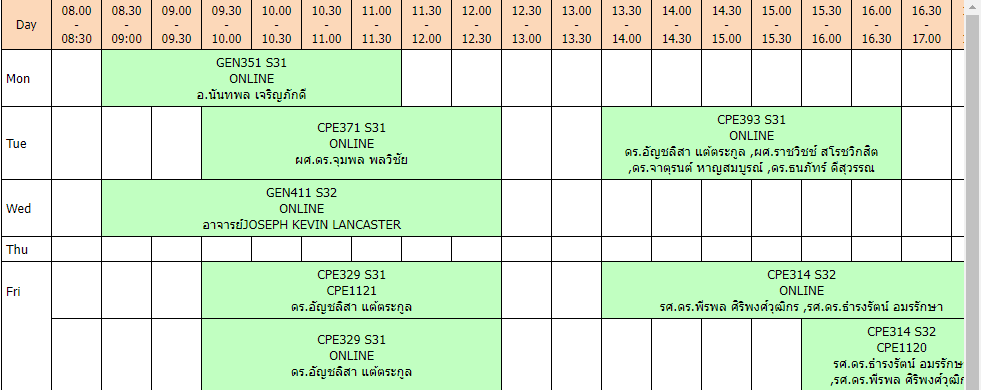 Day
08.00 - 08:30
08.30 - 09:00
09.00 - 09.30
09.30 - 10.00
10.00 - 10.30
10.30 - 11.00
11.00 - 11.30
11.30 - 12.00
12.00 - 12.30
12.30 - 13.00
13.00 - 13.30
13.30 - 14.00
14.00 - 14.30
14.30 - 15.00
15.00 - 15.30
15.30 - 16.00
16.00 - 16.30
16.30 - 17.00
Mon
GEN351 S31
ONLINE
อ.นันทพล เจริญภักดี
Tue
CPE371 S31
ONLINE
ผศ.ดร.จุมพล พลวิชัย
CPE393 S31
ONLINE
ดร.อัญชลิสา แต้ตระกูล ,ผศ.ราชวิชช์ สโรชวิกสิต
,ดร.จาตุรนต์ หาญสมบูรณ์ ,ดร.ธนภัทร์ ดีสุวรรณ
Wed
GEN411 S32
ONLINE
อาจารย์JOSEPH KEVIN LANCASTER
Thu
Fri
CPE329 S31
CPE1121
ดร.อัญชลิสา แต้ตระกูล
CPE314 S32
ONLINE
รศ.ดร.พีรพล ศิริพงศ์วุฒิกร ,รศ.ดร.ธำรงรัตน์ อมรรักษา
CPE329 S31
ONLINE
ดร.อัญชลิสา แต้ตระกูล
CPE314 S32
CPE1120
รศ.ดร.ธำรงรัตน์ อมรรักษ
,รศ.ดร.พีรพล ศิริพงศ์วุฒิก